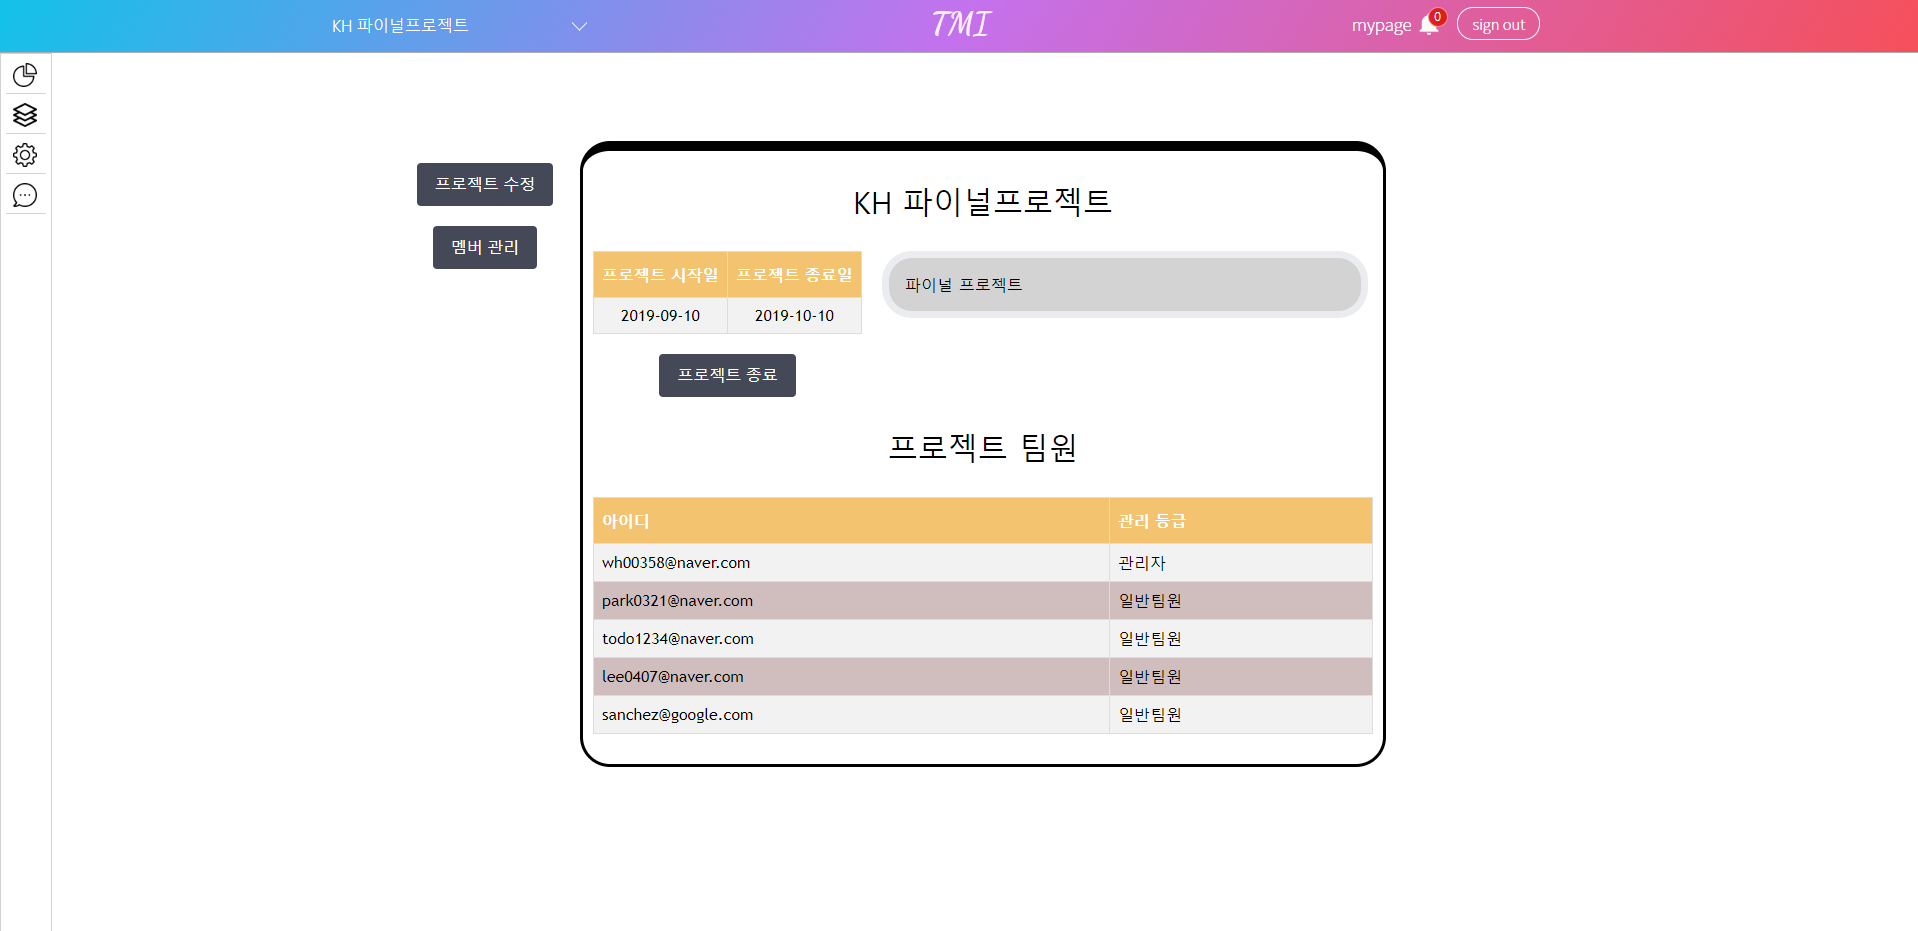 KH 파이널프로젝트
TMI
mypage
0
sign out
프로젝트 수정
멤버 관리
KH 파이널프로젝트
프로젝트 시작일 프로젝트 종료일
2019-09-10 2019-10-10
파이널 프로젝트
프로젝트 종료
프로젝트 팀원
아이디 관리 등급
wh00358@naver.com 관리자
park0321@naver.com 일반팀원
todo1234@naver.com 일반팀원
lee0407@naver.com 일반팀원
sanchez@google.com 일반팀원